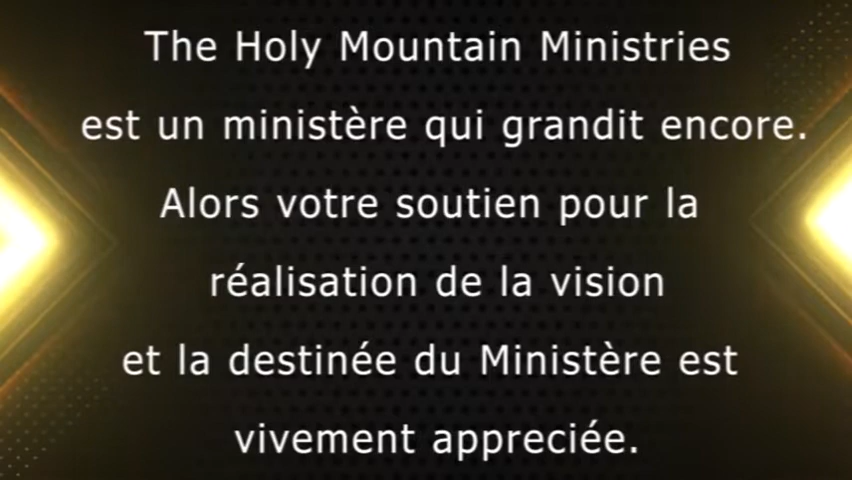 The Holy Mountain Ministries
est un ministère qui grandit encore.
Alors votre soutien pour la
réalisation de la vision
et la destinée du Ministère est
vivement appreciée.